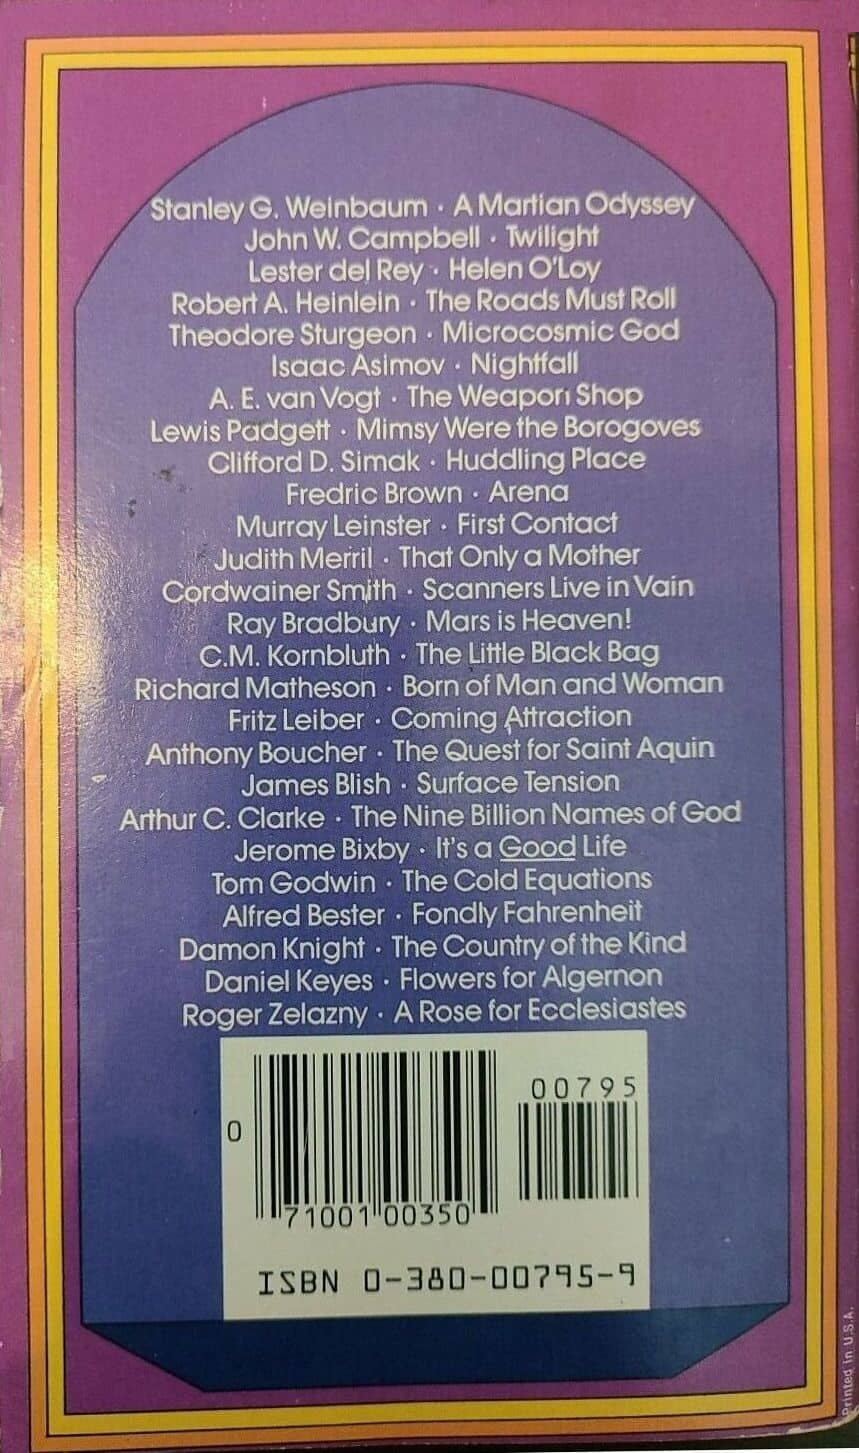 Stanley G. Weinbaum · A Martian Odyssey
John W. Campbell · Twilight
Lester del Rey · Helen O'Loy
Robert A. Heinlein · The Roads Must Roll
Theodore Sturgeon · Microcosmic God
Isaac Asimov · Nightfall
A. E. van Vogt · The Weapon Shop
Lewis Padgett · Mimsy Were the Borogoves
Clifford D. Simak · Huddling Place
Fredric Brown · Arena
Murray Leinster · First Contact
Judith Merril · That Only a Mother
Cordwainer Smith · Scanners Live in Vain
Ray Bradbury · Mars is Heaven!
C.M. Kornbluth · The Little Black Bag
Richard Matheson · Born of Man and Woman
Fritz Leiber · Coming Attraction
Anthony Boucher · The Quest for Saint Aquin
James Blish · Surface Tension
Arthur C. Clarke · The Nine Billion Names of God
Jerome Bixby · It's a Good Life
Tom Godwin · The Cold Equations
Alfred Bester · Fondly Fahrenheit
Damon Knight · The Country of the Kind
Daniel Keyes · Flowers for Algernon
Roger Zelazny · A Rose for Ecclesiastes
00795
0
71001 00350
ISBN 0-380-00795-9
Printed in U.S.A.